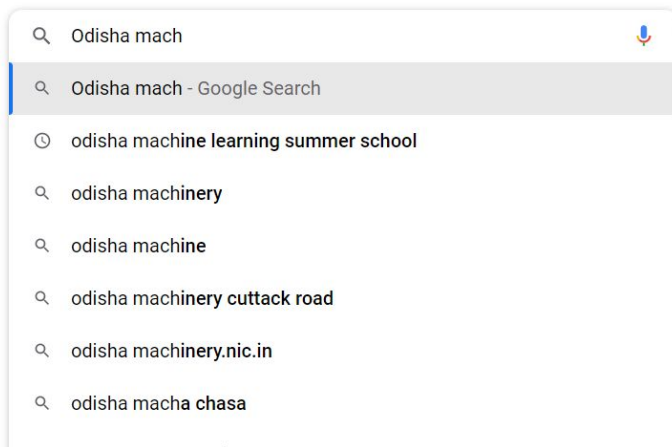 Odisha mach
Odisha mach - Google Search
odisha machine learning summer school
odisha machinery
odisha machine
odisha machinery cuttack road
odisha machinery.nic.in
odisha macha chasa